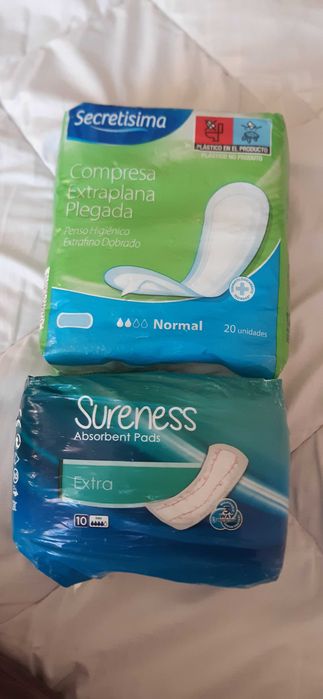 Secretisima
PLÁSTICO EN EL PRODUCTO
PLÁSTICO NO PRODUTO
Compresa
Extraplana
Plegada
Penso Higiénico
Extrafino Dobrado
Normal
20 unidades
Sureness
Absorbent Pads
Extra
10